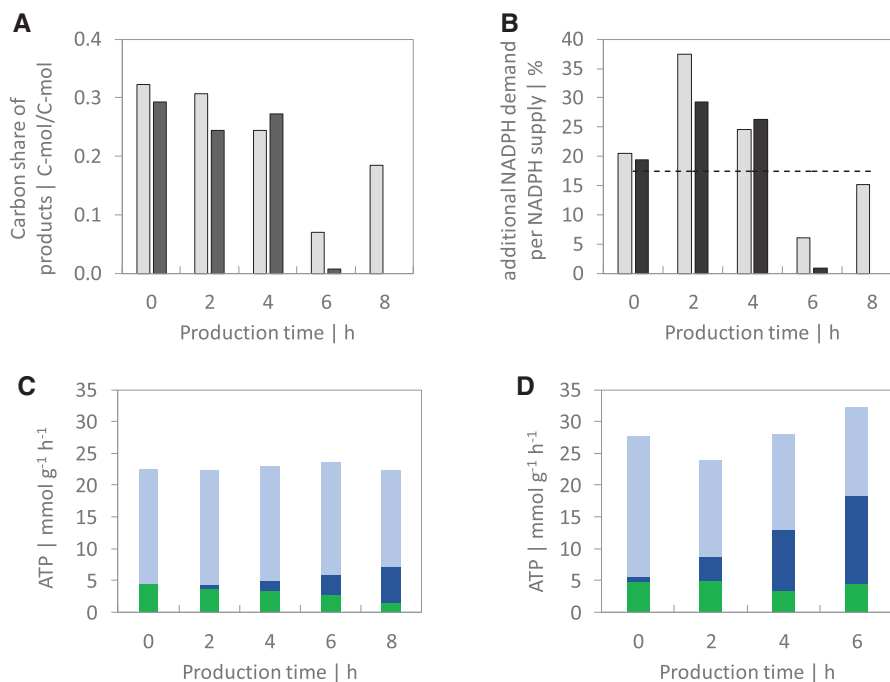 A
Carbon share of
products | C-mol/C-mol
0.4
0.3
0.2
0.1
0.0
0 2 4 6 8
Production time | h
B
additional NADPH demand
per NADPH supply | %
40
35
30
25
20
15
10
5
0
0 2 4 6 8
Production time | h
C
ATP | mmol g-1 h-1
35
30
25
20
15
10
5
0
0 2 4 6 8
Production time | h
D
ATP | mmol g-1 h-1
35
30
25
20
15
10
5
0
0 2 4 6
Production time | h